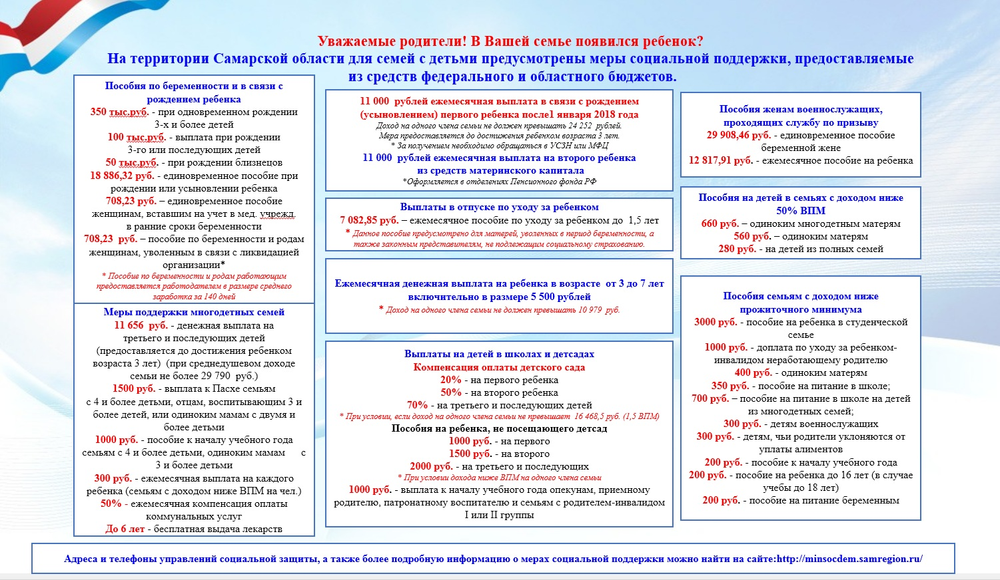 Уважаемые родители! В Вашей семье появился ребенок?
На территории Самарской области для семей с детьми предусмотрены меры социальной поддержки, предоставляемые
из средств федерального и областного бюджетов.
Пособия по беременности и в связи с
рождением ребенка
350 тыс.руб. - при одновременном рождении
3-х и более детей
100 тыс.руб. - выплата при рождении
3-го или последующих детей
50 тыс.руб. - при рождении близнецов
18 886,32 руб. - единовременное пособие при
рождении или усыновлении ребенка
708,23 руб. – единовременное пособие
женщинам, вставшим на учет в мед. учрежд.
в ранние сроки беременности
708,23 руб. – пособие по беременности и родам
женщинам, уволенным в связи с ликвидацией
организации*
* Пособие по беременности и родам работающим
предоставляется работодателем в размере среднего
заработка за 140 дней
Меры поддержки многодетных семей
11 656 руб. - денежная выплата на
третьего и последующих детей
(предоставляется до достижения ребенком
возраста 3 лет) (при среднедушевом доходе
семьи не более 29 790 руб.)
1500 руб. - выплата к Пасхе семьям
с 4 и более детьми, отцам, воспитывающим 3 и
более детей, или одиноким мамам с двумя и
более детьми
1000 руб. - пособие к началу учебного года
семьям с 4 и более детьми, одиноким мамам с
3 и более детьми
300 руб. - ежемесячная выплата на каждого
ребенка (семьям с доходом ниже ВПМ на чел.)
50% - ежемесячная компенсация оплаты
коммунальных услуг
До 6 лет - бесплатная выдача лекарств
11 000 рублей ежемесячная выплата в связи с рождением
(усыновлением) первого ребенка после1 января 2018 года
Доход на одного члена семьи не должен превышать 24 252 рублей.
Мера предоставляется до достижения ребенком возраста 3 лет.
* За получением необходимо обращаться в УСЗН или МФЦ
11 000 рублей ежемесячная выплата на второго ребенка
из средств материнского капитала
*Оформляется в отделениях Пенсионного фонда РФ
Выплаты в отпуске по уходу за ребенком
7 082,85 руб. – ежемесячное пособие по уходу за ребенком до 1,5 лет
* Данное пособие предусмотрено для матерей, уволенных в период беременности, а
также законным представителям, не подлежащим социальному страхованию.
Ежемесячная денежная выплата на ребенка в возрасте от 3 до 7 лет
включительно в размере 5 500 рублей
* Доход на одного члена семьи не должен превышать 10 979 руб.
Выплаты на детей в школах и детсадах
Компенсация оплаты детского сада
20% - на первого ребенка
50% - на второго ребенка
70% - на третьего и последующих детей
* При условии, если доход на одного члена семьи не превышает 16 468,5 руб. (1,5 ВПМ)
Пособия на ребенка, не посещающего детсад
1000 руб. - на первого
1500 руб. - на второго
2000 руб. - на третьего и последующих
* При условии дохода ниже ВПМ на одного члена семьи
1000 руб. - выплата к началу учебного года опекунам, приемному
родителю, патронатному воспитателю и семьям с родителем-инвалидом
I или II группы
Пособия женам военнослужащих,
проходящих службу по призыву
29 908,46 руб. - единовременное пособие
беременной жене
12 817,91 руб. - ежемесячное пособие на ребенка
Пособия на детей в семьях с доходом ниже
50% ВПМ
660 руб. – одиноким многодетным матерям
560 руб. – одиноким матерям
280 руб. - на детей из полных семей
Пособия семьям с доходом ниже
прожиточного минимума
3000 руб. - пособие на ребенка в студенческой
семье
1000 руб. - доплата по уходу за ребенком-
инвалидом неработающему родителю
400 руб. - одиноким матерям
350 руб. - пособие на питание в школе;
700 руб. – пособие на питание в школе на детей
из многодетных семей;
300 руб. - детям военнослужащих
300 руб. - детям, чьи родители уклоняются от
уплаты алиментов
200 руб. - пособие к началу учебного года
200 руб. - пособие на ребенка до 16 лет (в случае
учебы до 18 лет)
200 руб. - пособие на питание беременным
Адреса и телефоны управлений социальной защиты, а также более подробную информацию о мерах социальной поддержки можно найти на сайте:http://minsocdem.samregion.ru/